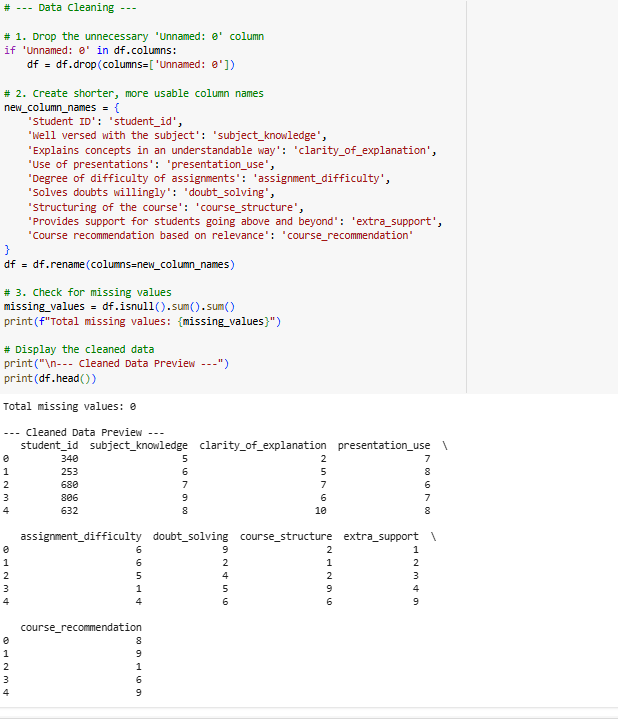 # --- Data Cleaning ---
# 1. Drop the unnecessary 'Unnamed: 0' column
if 'Unnamed: 0' in df.columns:
    df = df.drop(columns=['Unnamed: 0'])
# 2. Create shorter, more usable column names
new_column_names = {
    'Student ID': 'student_id',
    'Well versed with the subject': 'subject_knowledge',
    'Explains concepts in an understandable way': 'clarity_of_explanation',
    'Use of presentations': 'presentation_use',
    'Degree of difficulty of assignments': 'assignment_difficulty',
    'Solves doubts willingly': 'doubt_solving',
    'Structuring of the course': 'course_structure',
    'Provides support for students going above and beyond': 'extra_support',
    'Course recommendation based on relevance': 'course_recommendation'
}
df = df.rename(columns=new_column_names)
# 3. Check for missing values
missing_values = df.isnull().sum().sum()
print(f"Total missing values: {missing_values}")
# Display the cleaned data
print("\n--- Cleaned Data Preview ---")
print(df.head())
Total missing values: 0
--- Cleaned Data Preview ---
   student_id  subject_knowledge  clarity_of_explanation  presentation_use  \
0         340                  5                       2                 7
1         253                  6                       5                 8
2         680                  7                       7                 6
3         806                  9                       6                 7
4         632                  8                      10                 8
   assignment_difficulty  doubt_solving  course_structure  extra_support  \
0                      6              9                 2              1
1                      6              2                 1              2
2                      5              4                 2              3
3                      1              5                 9              4
4                      4              6                 6              9
   course_recommendation
0                      8
1                      9
2                      1
3                      6
4                      9